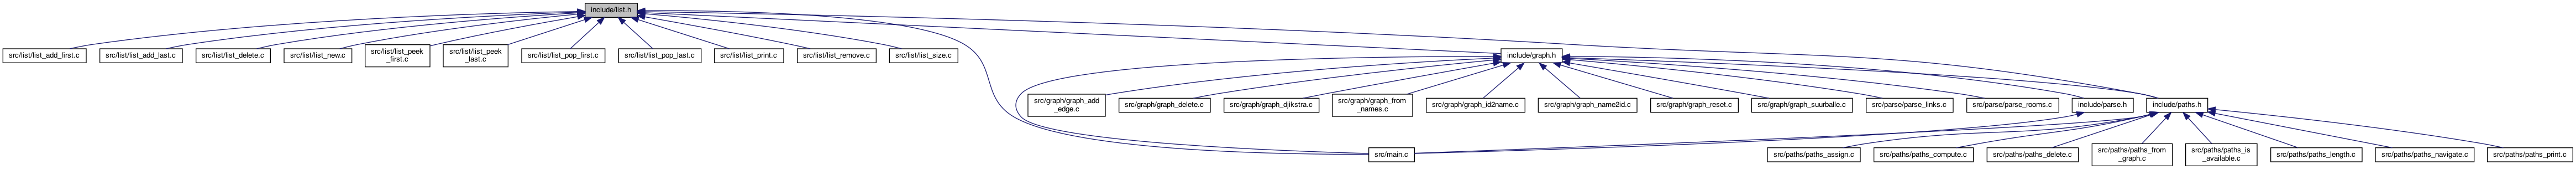 include/list.h
src/list/list_add_first.c
src/list/list_add_last.c
src/list/list_delete.c
src/list/list_new.c
src/list/list_peek
_first.c
src/list/list_peek
_last.c
src/list/list_pop_first.c
src/list/list_pop_last.c
src/list/list_print.c
src/list/list_remove.c
src/list/list_size.c
include/graph.h
src/graph/graph_add
_edge.c
src/graph/graph_delete.c
src/graph/graph_djikstra.c
src/graph/graph_from
_names.c
src/graph/graph_id2name.c
src/graph/graph_name2id.c
src/graph/graph_reset.c
src/graph/graph_suurballe.c
src/parse/parse_links.c
src/parse/parse_rooms.c
include/parse.h
include/paths.h
src/main.c
src/paths/paths_assign.c
src/paths/paths_compute.c
src/paths/paths_delete.c
src/paths/paths_from
_graph.c
src/paths/paths_is
_available.c
src/paths/paths_length.c
src/paths/paths_navigate.c
src/paths/paths_print.c